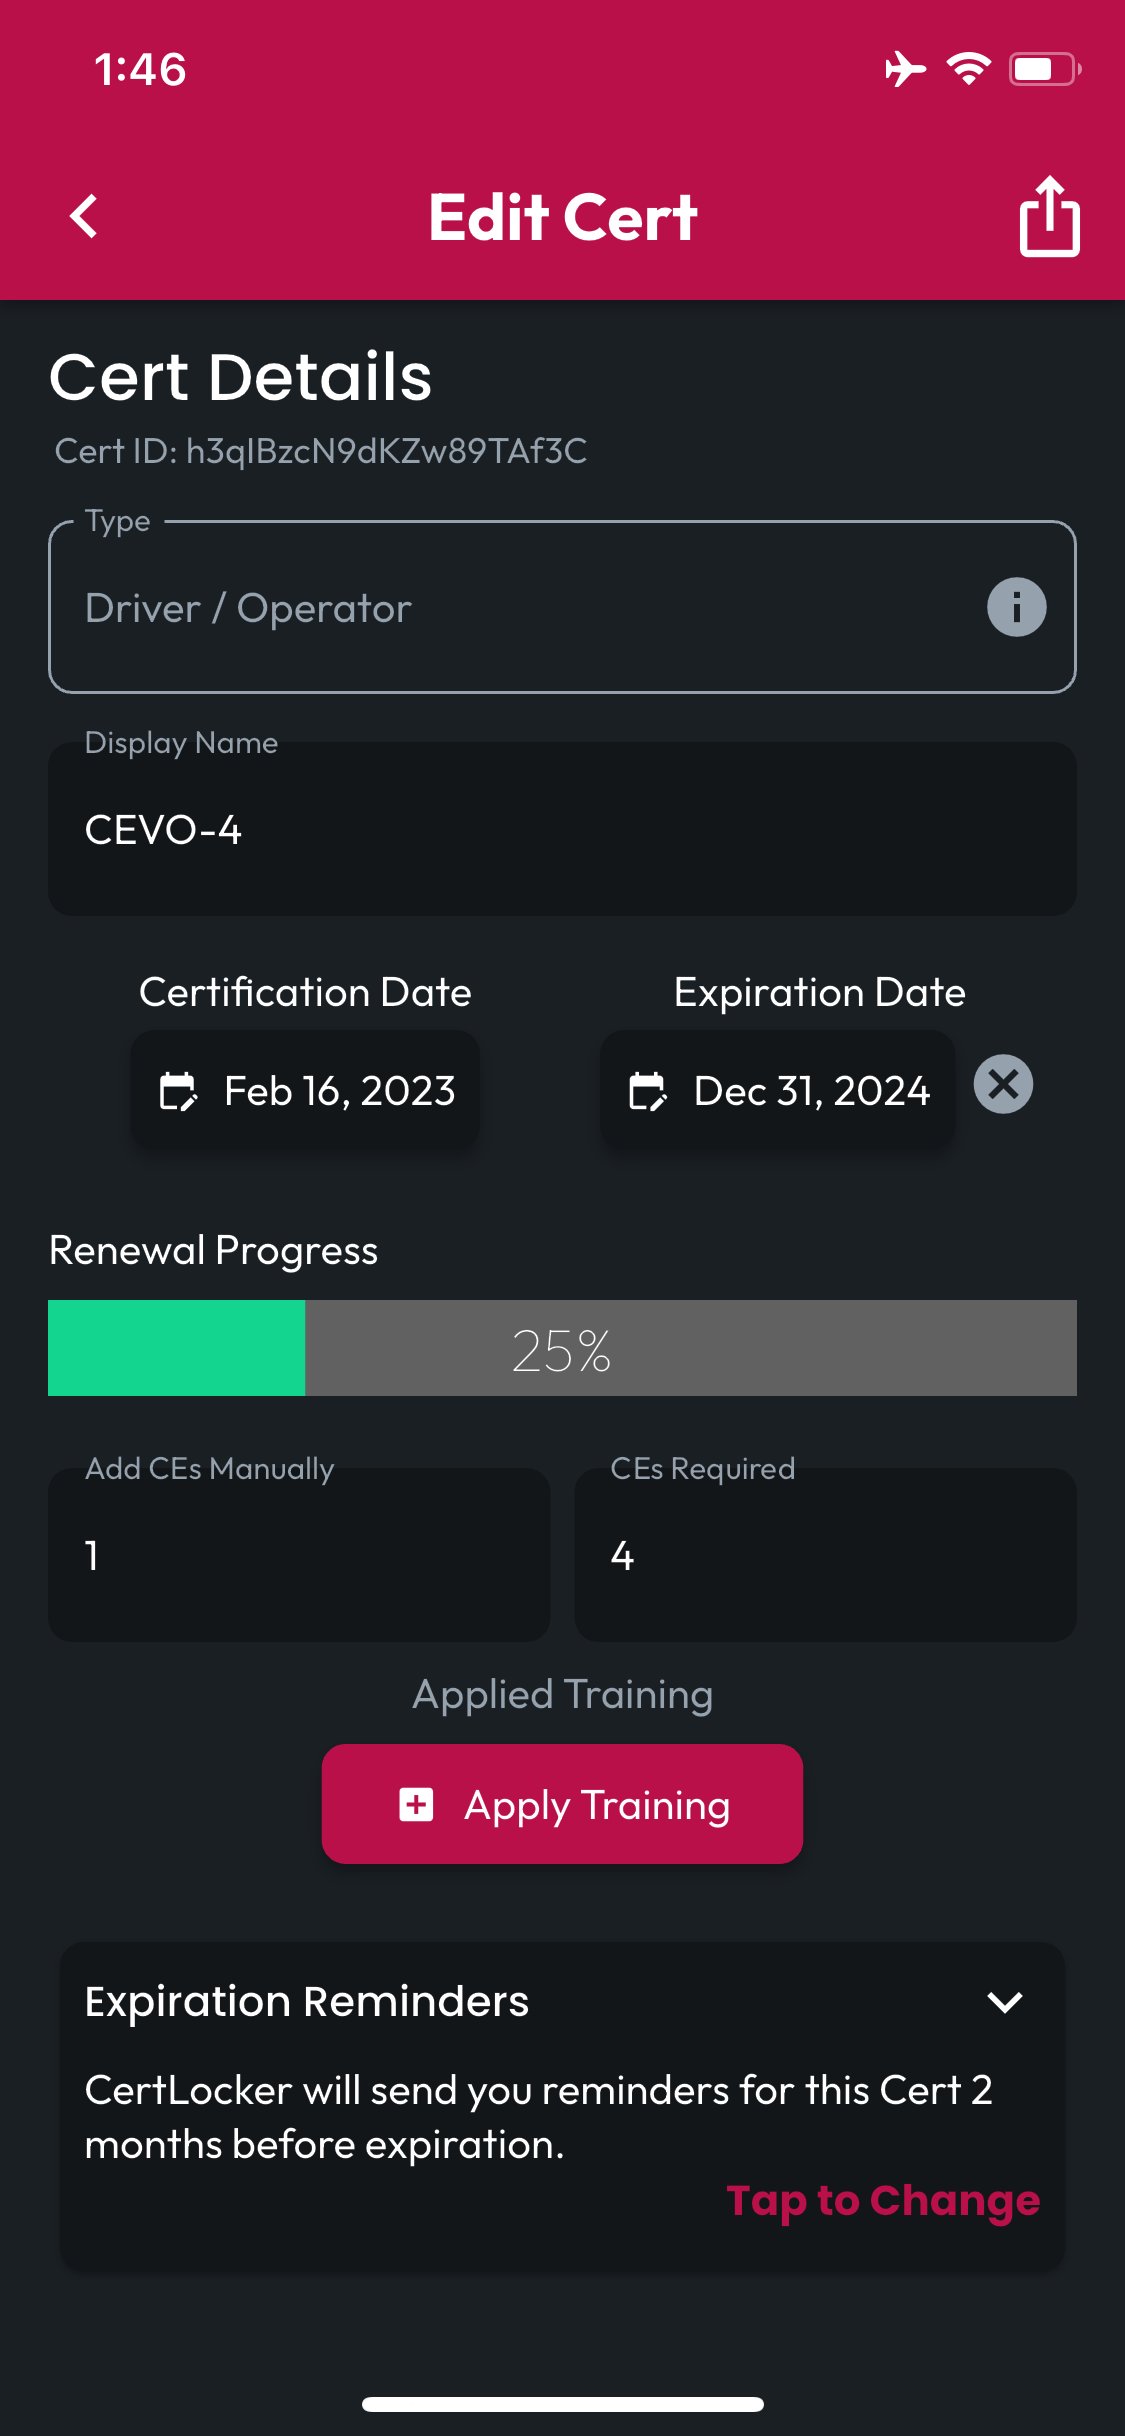 1:46
Edit Cert
Cert Details
Cert ID: h3qIBzcN9dKZw89TAf3C
Type
Driver / Operator
Display Name
CEVO-4
Certification Date
Expiration Date
Feb 16, 2023
Dec 31, 2024
Renewal Progress
25%
Add CEs Manually
CEs Required
1
4
Applied Training
Apply Training
Expiration Reminders
CertLocker will send you reminders for this Cert 2
months before expiration.
Tap to Change